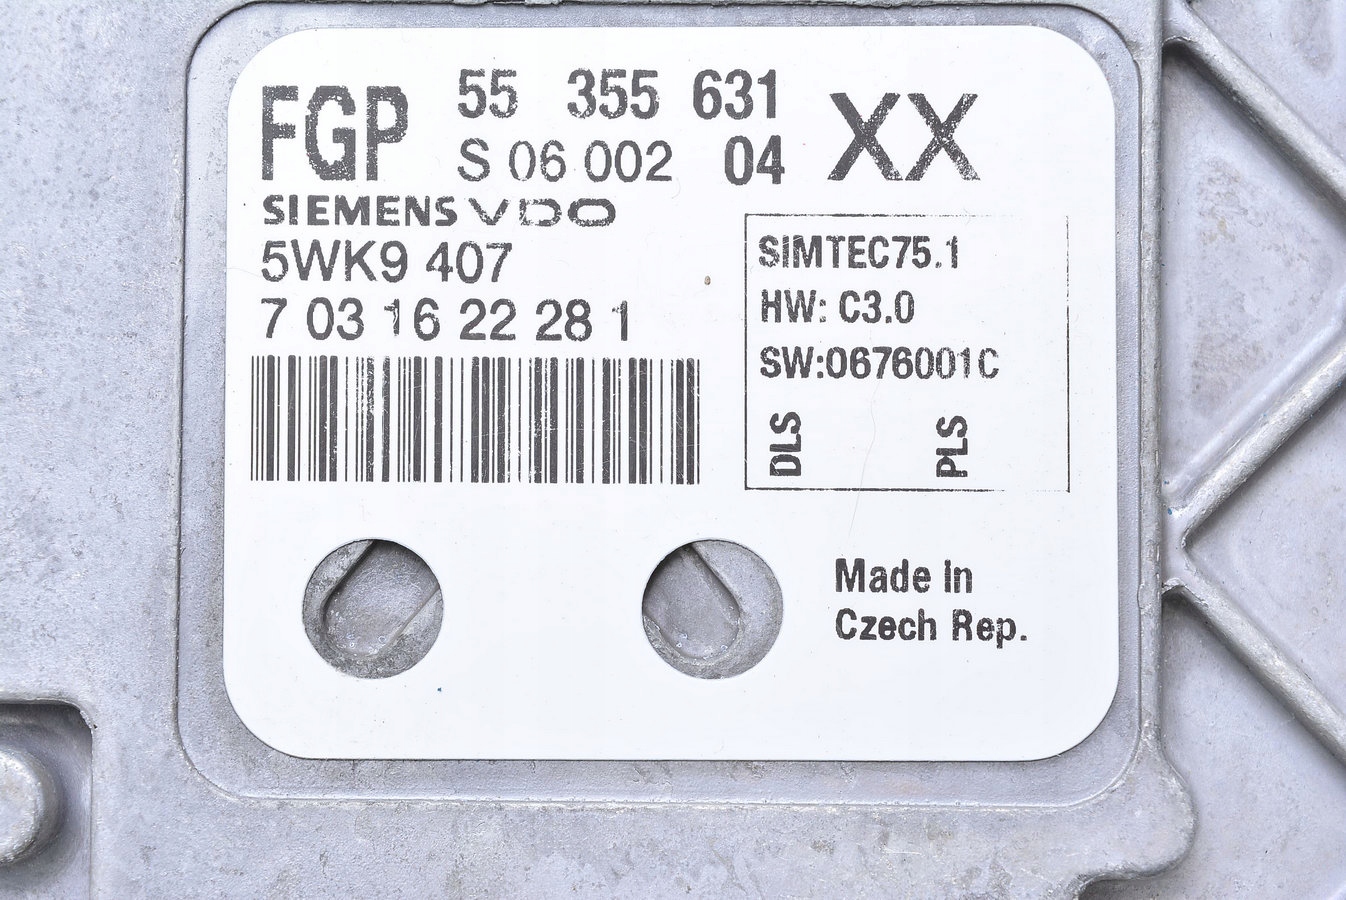 FGP 55 355 631 XX
S 06 002 04
SIEMENS VDO
5WK9 407
7 03 16 22 28 1
SIMTEC75.1
HW: C3.0
SW:0676001C
DLS PLS
Made in
Czech Rep.